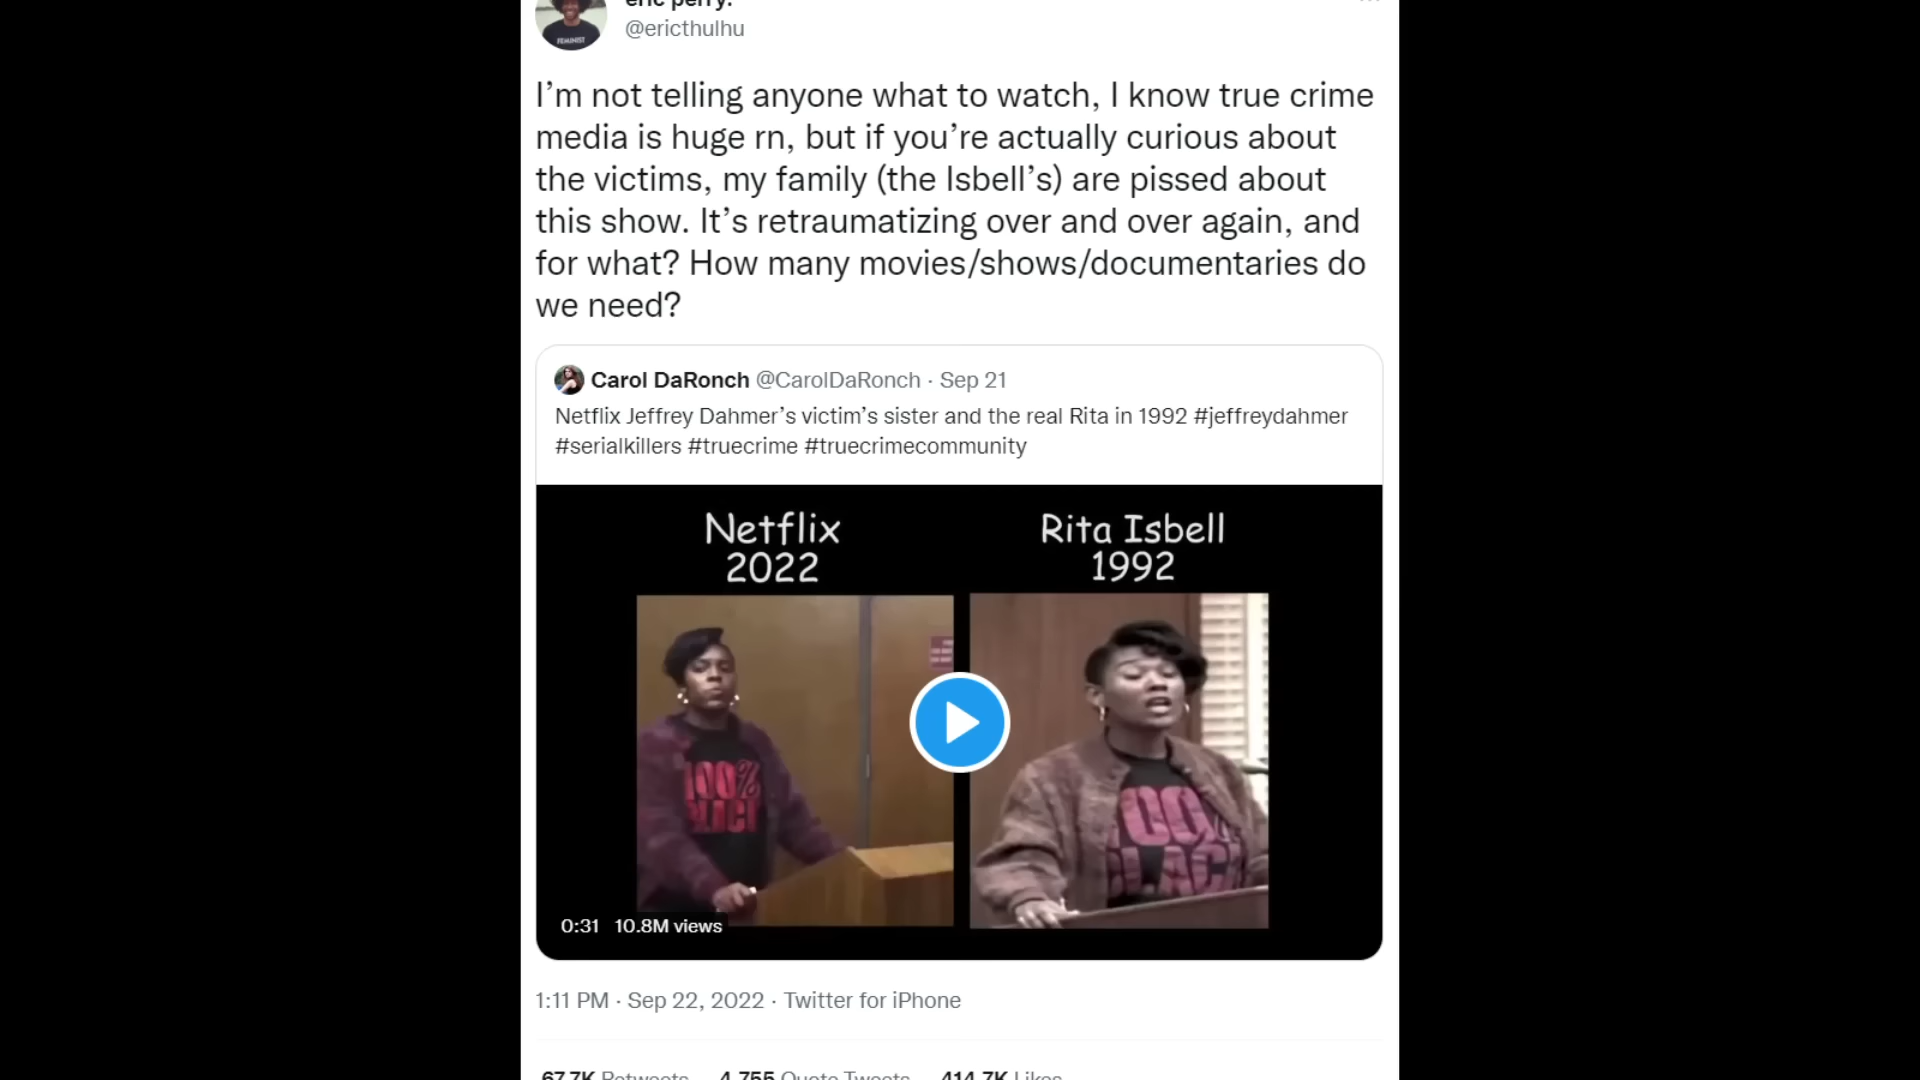 eric perry.
@ericthulhu
FEMINIST
I’m not telling anyone what to watch, I know true crime
media is huge rn, but if you’re actually curious about
the victims, my family (the Isbell’s) are pissed about
this show. It’s retraumatizing over and over again, and
for what? How many movies/shows/documentaries do
we need?
Carol DaRonch @CarolDaRonch · Sep 21
Netflix Jeffrey Dahmer’s victim’s sister and the real Rita in 1992 #jeffreydahmer
#serialkillers #truecrime #truecrimecommunity
Netflix
2022
Rita Isbell
1992
100%
BLACK
100%
BLACK
0:31 10.8M views
1:11 PM · Sep 22, 2022 · Twitter for iPhone
67.7K Retweets 4,755 Quote Tweets 414.7K Likes